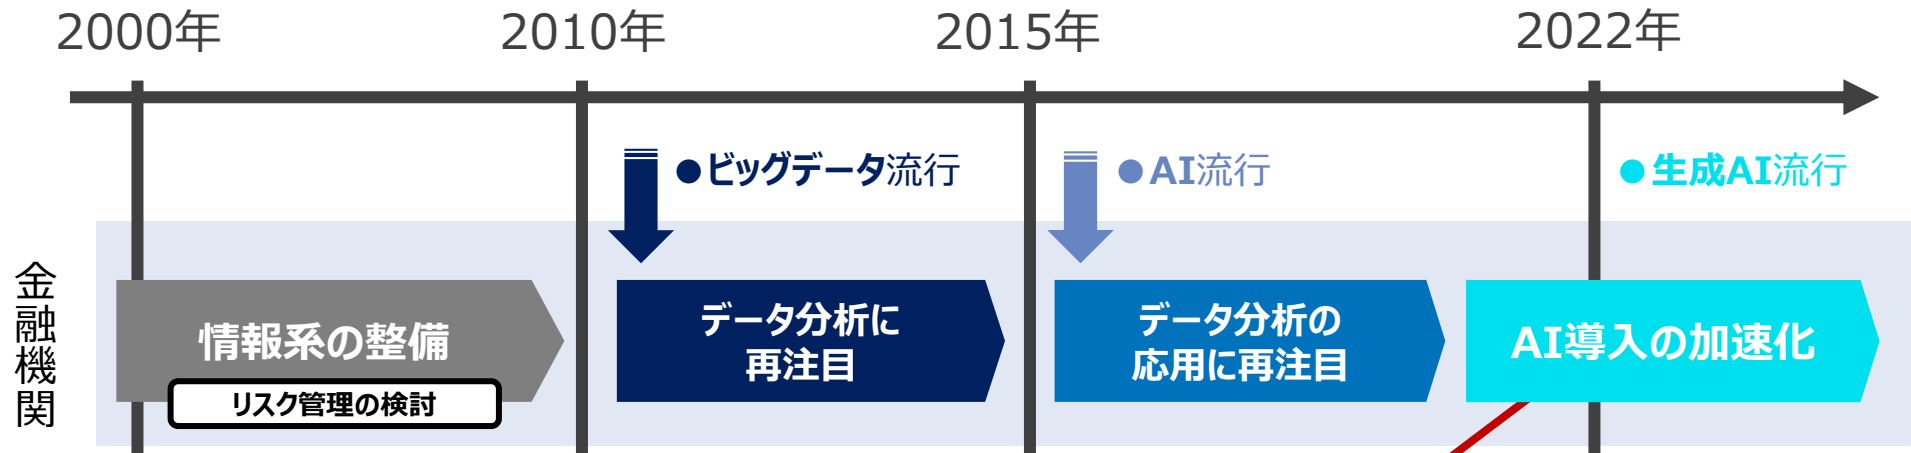 2000年
2010年
2015年
2022年
●ビッグデータ流行
●AI流行
●生成AI流行
金融機関
情報系の整備
リスク管理の検討
データ分析に
再注目
データ分析の
応用に再注目
AI導入の加速化